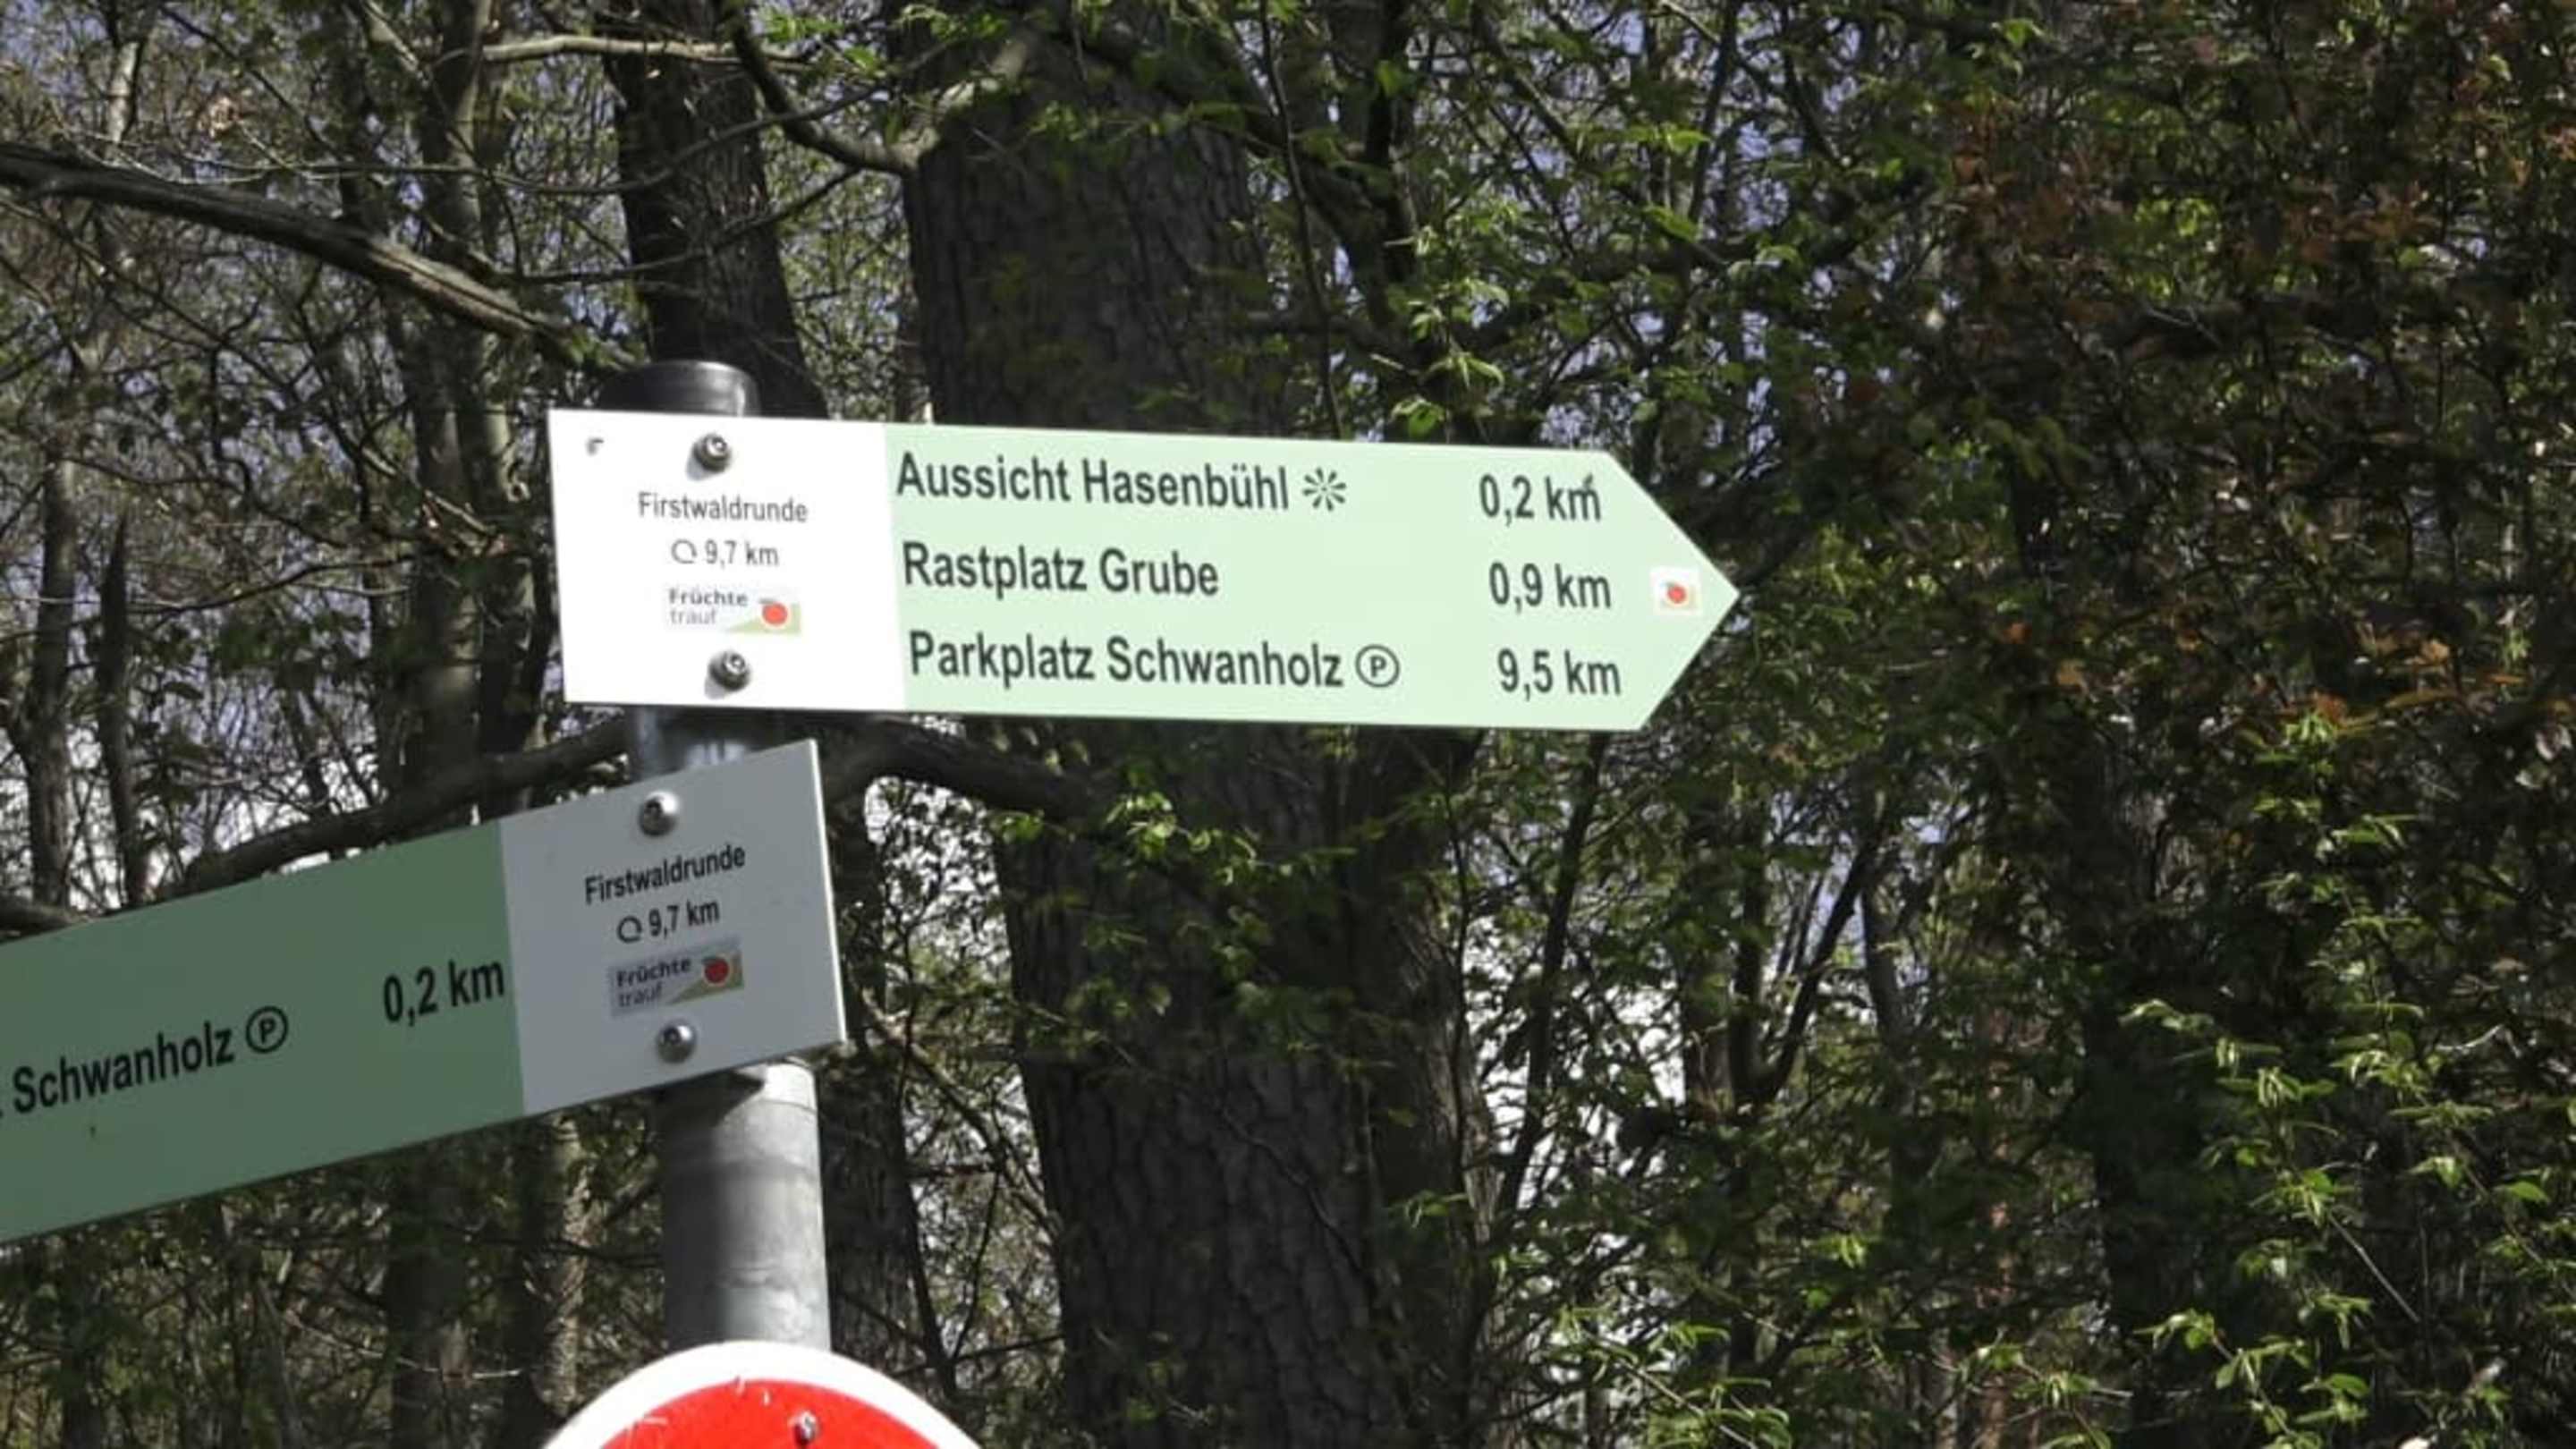 Firstwaldrunde
9,7 km
Früchte
trauf
Aussicht Hasenbühl 0,2 km
Rastplatz Grube 0,9 km
Parkplatz Schwanholz P 9,5 km
Schwanholz P 0,2 km
Firstwaldrunde
9,7 km
Früchte
trauf